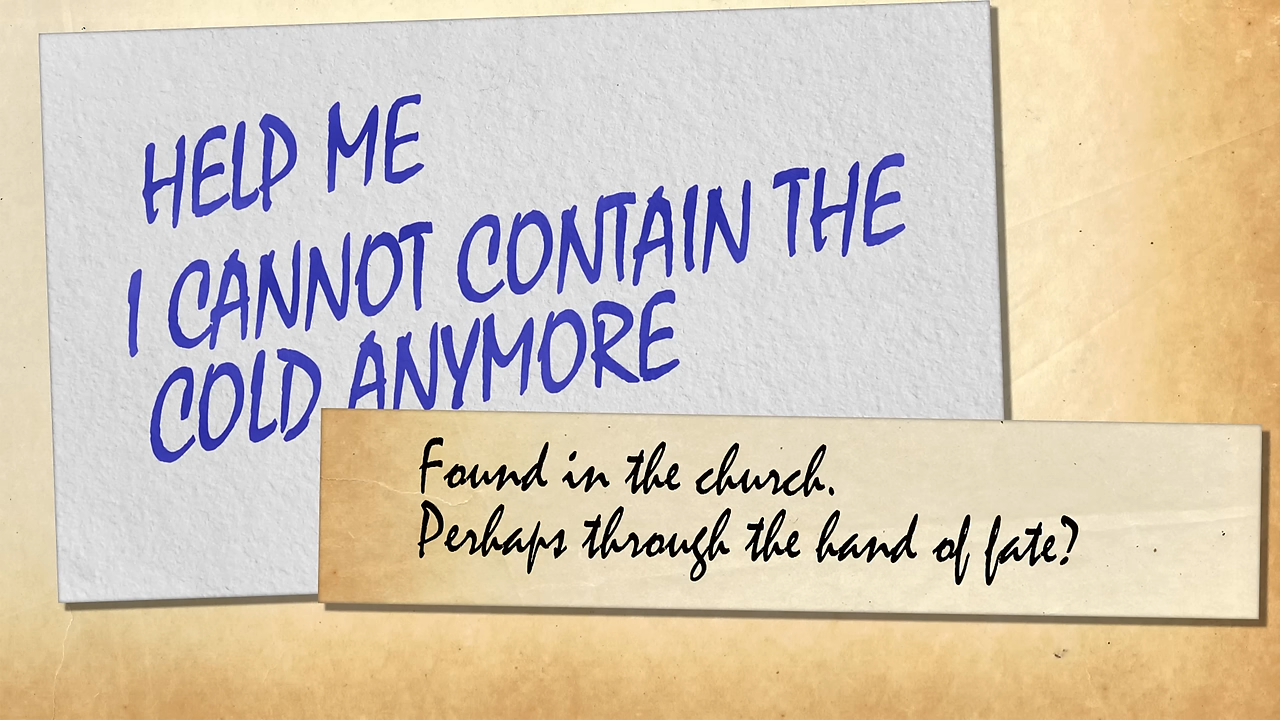 HELP ME
I CANNOT CONTAIN THE
COLD ANYMORE
Found in the church.
Perhaps through the hand of fate?